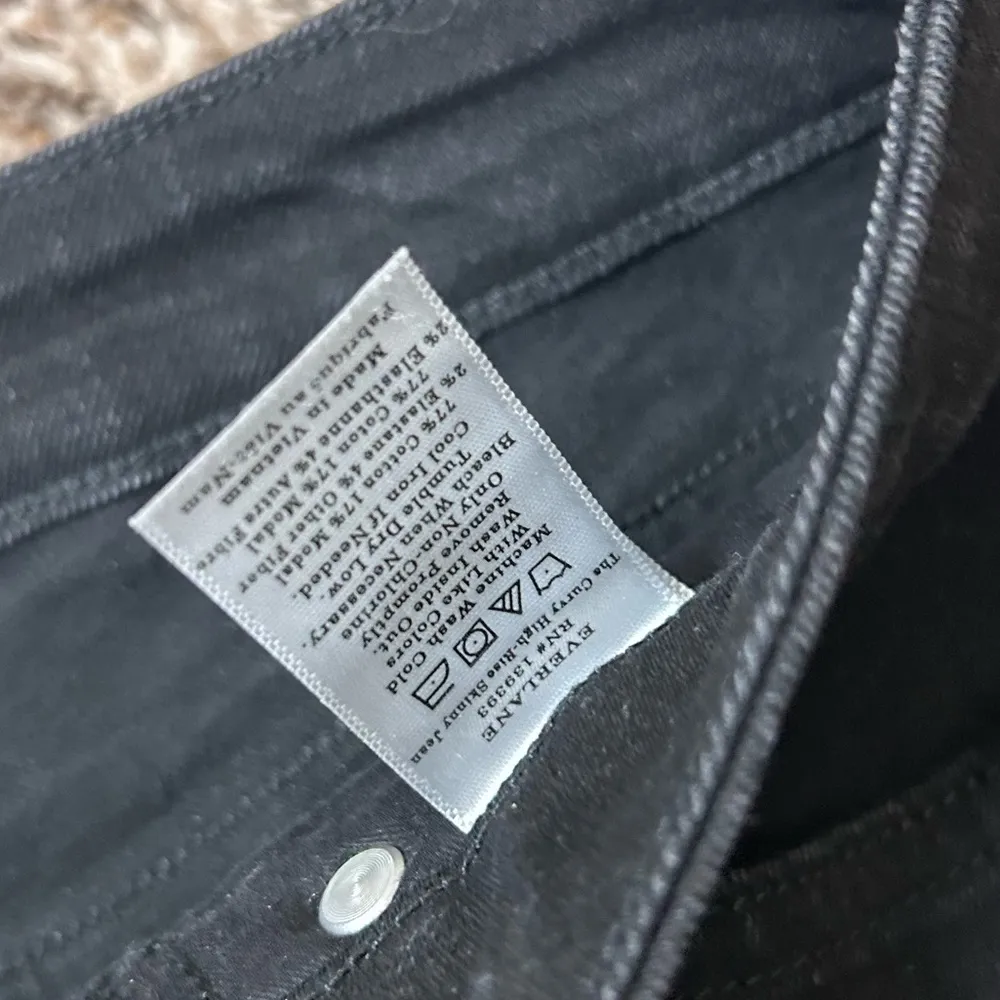 EVERLANE
RN# 139393
The Curvy High-Rise Skinny Jean
Machine Wash Cold
With Like Colors
Wash Inside Out.
Remove Promptly.
Only Non-Chlorine
Bleach When Necessary.
Tumble Dry Low
Cool Iron If Needed
77% Cotton 17% Modal
2% Elastane 4% Other Fiber
77% Coton 17% Modal
2% Elasthanne 4% Autre Fibre
Made in Vietnam
Fabriqus au Viet-Nam